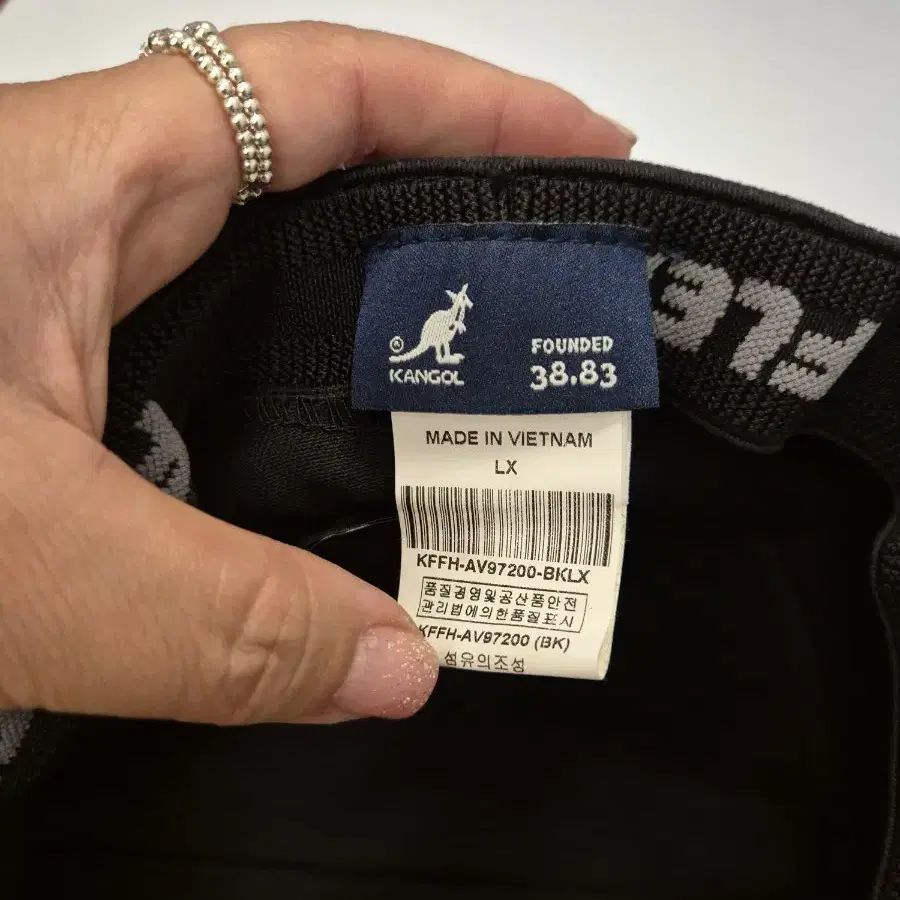 ®
KANGOL
FOUNDED
38.83
MADE IN VIETNAM
LX
KFFH-AV97200-BKLX
품질경영및공산품안전
관리법에의한품질표시
KFFH-AV97200 (BK)
섬유의조성